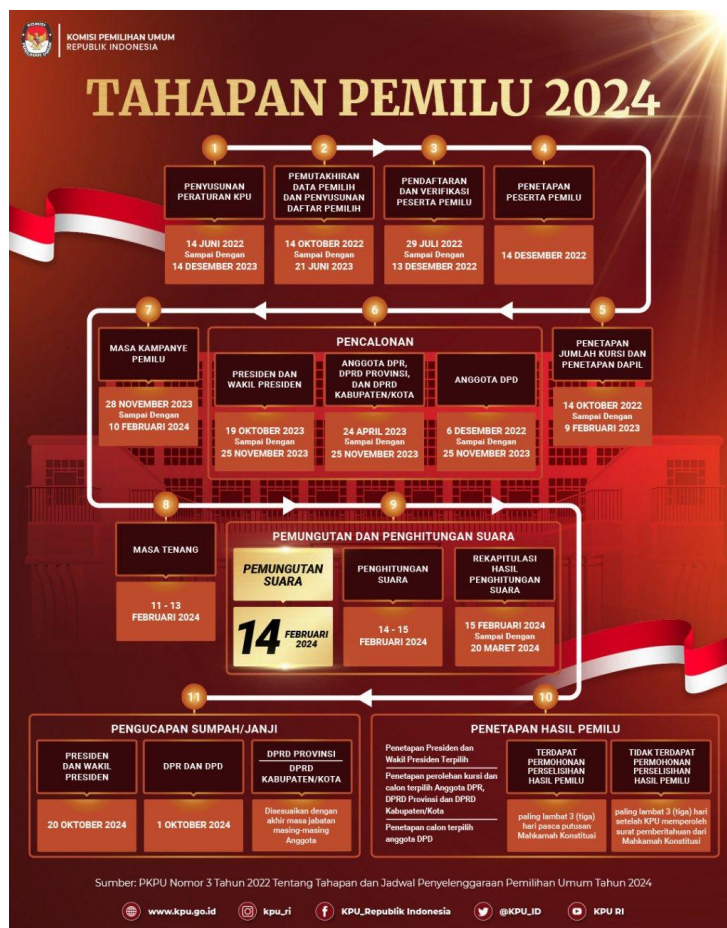 KOMISI PEMILIHAN UMUM
REPUBLIK INDONESIA
TAHAPAN PEMILU 2024
1
PENYUSUNAN
PERATURAN KPU
14 JUNI 2022
Sampai Dengan
14 DESEMBER 2023
2
PEMUTAKHIRAN
DATA PEMILIH
DAN PENYUSUNAN
DAFTAR PEMILIH
14 OKTOBER 2022
Sampai Dengan
21 JUNI 2023
3
PENDAFTARAN
DAN VERIFIKASI
PESERTA PEMILU
29 JULI 2022
Sampai Dengan
13 DESEMBER 2022
4
PENETAPAN
PESERTA PEMILU
14 DESEMBER 2022
5
PENETAPAN
JUMLAH KURSI DAN
PENETAPAN DAPIL
14 OKTOBER 2022
Sampai Dengan
9 FEBRUARI 2023
6
PENCALONAN
PRESIDEN DAN
WAKIL PRESIDEN
19 OKTOBER 2023
Sampai Dengan
25 NOVEMBER 2023
ANGGOTA DPR,
DPRD PROVINSI,
DAN DPRD
KABUPATEN/KOTA
24 APRIL 2023
Sampai Dengan
25 NOVEMBER 2023
ANGGOTA DPD
6 DESEMBER 2022
Sampai Dengan
25 NOVEMBER 2023
7
MASA KAMPANYE
PEMILU
28 NOVEMBER 2023
Sampai Dengan
10 FEBRUARI 2024
8
MASA TENANG
11 - 13
FEBRUARI 2024
9
PEMUNGUTAN DAN PENGHITUNGAN SUARA
PEMUNGUTAN
SUARA
14 FEBRUARI
2024
PENGHITUNGAN
SUARA
14 - 15
FEBRUARI 2024
REKAPITULASI
HASIL
PENGHITUNGAN
SUARA
15 FEBRUARI 2024
Sampai Dengan
20 MARET 2024
10
PENETAPAN HASIL PEMILU
Penetapan Presiden dan
Wakil Presiden Terpilih
Penetapan perolehan kursi dan
calon terpilih Anggota DPR,
DPRD Provinsi dan DPRD
Kabupaten/Kota
Penetapan calon terpilih
anggota DPD
TERDAPAT
PERMOHONAN
PERSELISIHAN
HASIL PEMILU
paling lambat 3 (tiga)
hari pasca putusan
Mahkamah Konstitusi
TIDAK TERDAPAT
PERMOHONAN
PERSELISIHAN
HASIL PEMILU
paling lambat 3 (tiga) hari
setelah KPU memperoleh
surat pemberitahuan dari
Mahkamah Konstitusi
11
PENGUCAPAN SUMPAH/JANJI
PRESIDEN
DAN WAKIL
PRESIDEN
20 OKTOBER 2024
DPR DAN DPD
1 OKTOBER 2024
DPRD PROVINSI
DPRD
KABUPATEN/KOTA
Disesuaikan dengan
akhir masa jabatan
masing-masing
Anggota
Sumber: PKPU Nomor 3 Tahun 2022 Tentang Tahapan dan Jadwal Penyelenggaraan Pemilihan Umum Tahun 2024
www.kpu.go.id
kpu_ri
KPU_Republik Indonesia
@KPU_ID
KPU RI